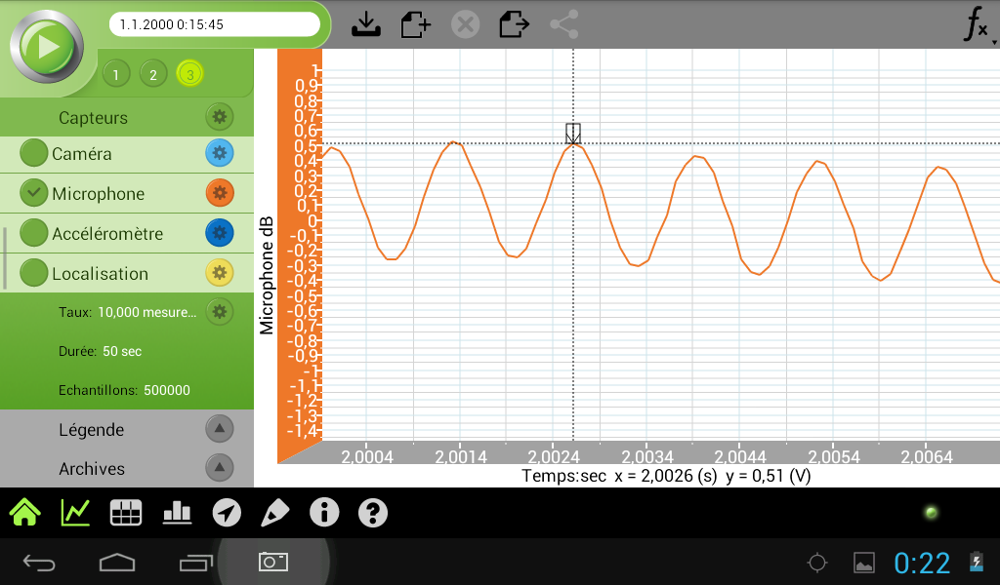 1.1.2000 0:15:45
fx
1 2 3
Capteurs
Caméra
Microphone
Accéléromètre
Localisation
Taux: 10,000 mesure...
Durée: 50 sec
Echantillons: 500000
Légende
Archives
Microphone dB
1
0,9
0,8
0,7
0,6
0,5
0,4
0,3
0,2
0,1
0
-0,1
-0,2
-0,3
-0,4
-0,5
-0,6
-0,7
-0,8
-0,9
-1
-1,1
-1,2
-1,3
-1,4
2,0004 2,0014 2,0024 2,0034 2,0044 2,0054 2,0064
Temps:sec x = 2,0026 (s) y = 0,51 (V)
0:22